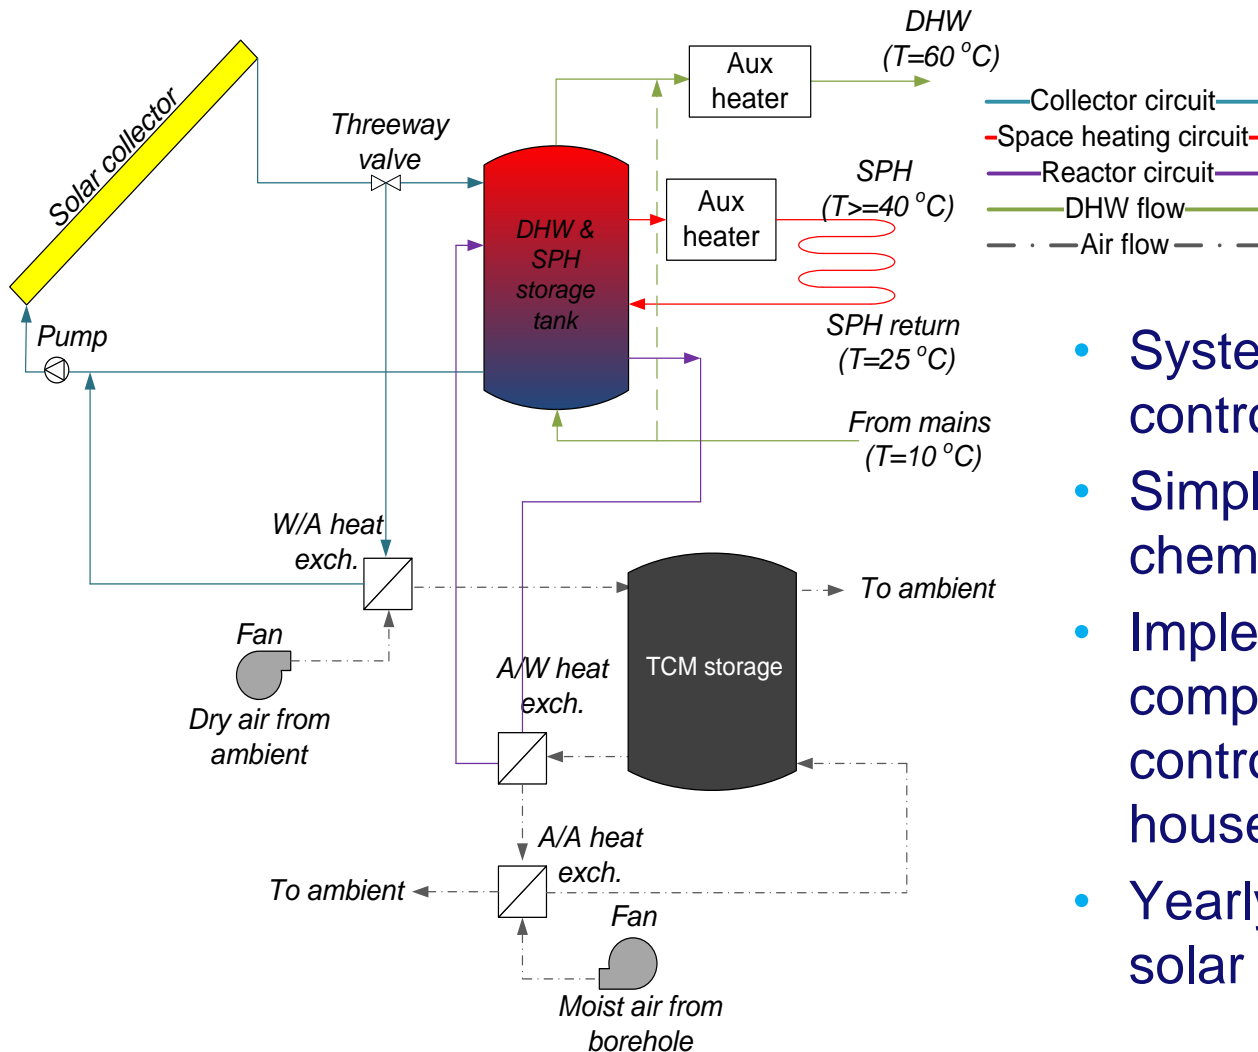 DHW
(T=60 °C)
Aux
heater
Collector circuit
Space heating circuit
Reactor circuit
DHW flow
Air flow
Solar collector
Threeway
valve
SPH
(T>=40 °C)
Aux
heater
DHW &
SPH
storage
tank
Pump
SPH return
(T=25 °C)
From mains
(T=10 °C)
W/A heat
exch.
To ambient
Fan
A/W heat
exch.
TCM storage
Dry air from
ambient
A/A heat
exch.
To ambient
Fan
Moist air from
borehole
• Syste
contro
• Simpl
chem
• Imple
comp
contro
house
• Yearly
solar